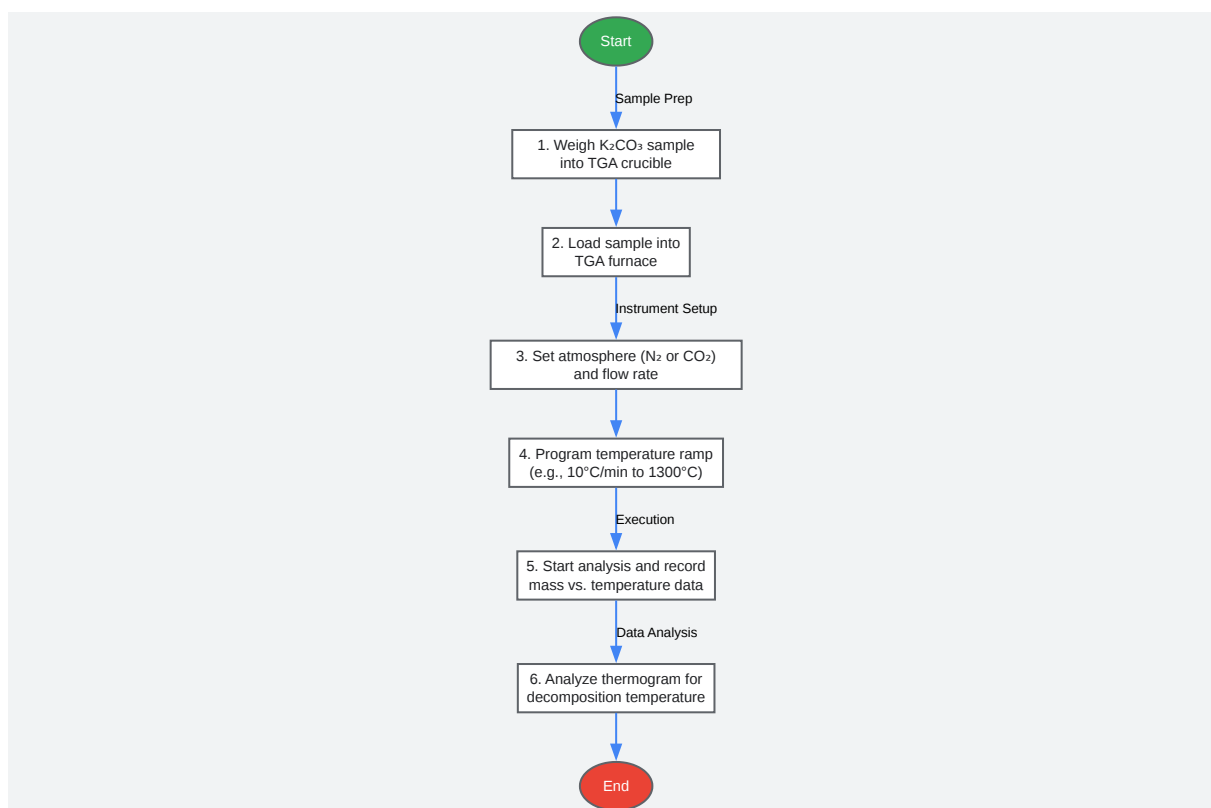 Start
Sample Prep
1. Weigh K₂CO₃ sample
into TGA crucible
2. Load sample into
TGA furnace
Instrument Setup
3. Set atmosphere (N₂ or CO₂)
and flow rate
4. Program temperature ramp
(e.g., 10°C/min to 1300°C)
Execution
5. Start analysis and record
mass vs. temperature data
Data Analysis
6. Analyze thermogram for
decomposition temperature
End